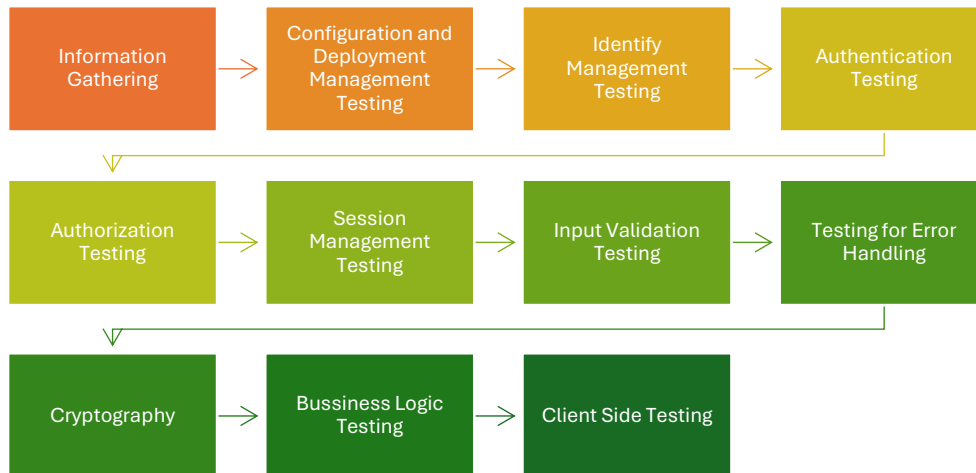 Information
Gathering
Configuration and
Deployment
Management
Testing
Identify
Management
Testing
Authentication
Testing
Authorization
Testing
Session
Management
Testing
Input Validation
Testing
Testing for Error
Handling
Cryptography
Bussiness Logic
Testing
Client Side Testing